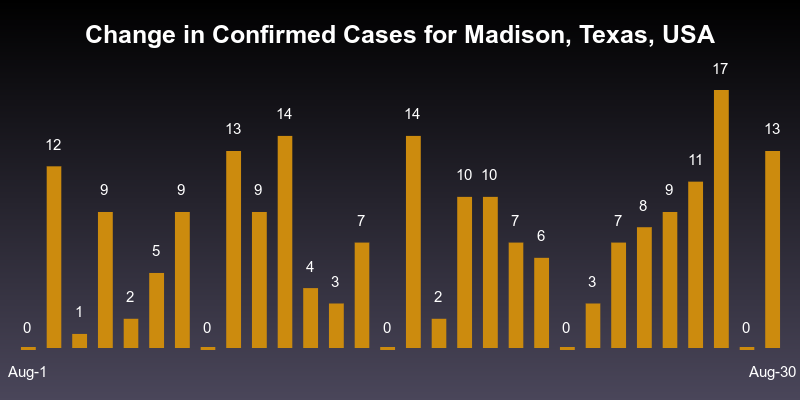 Change in Confirmed Cases for Madison, Texas, USA
0 12 1 9 2 5 9 0 13 9 14 4 3 7 0 14 2 10 10 7 6 0 3 7 8 9 11 17 0 13
Aug-1 Aug-30